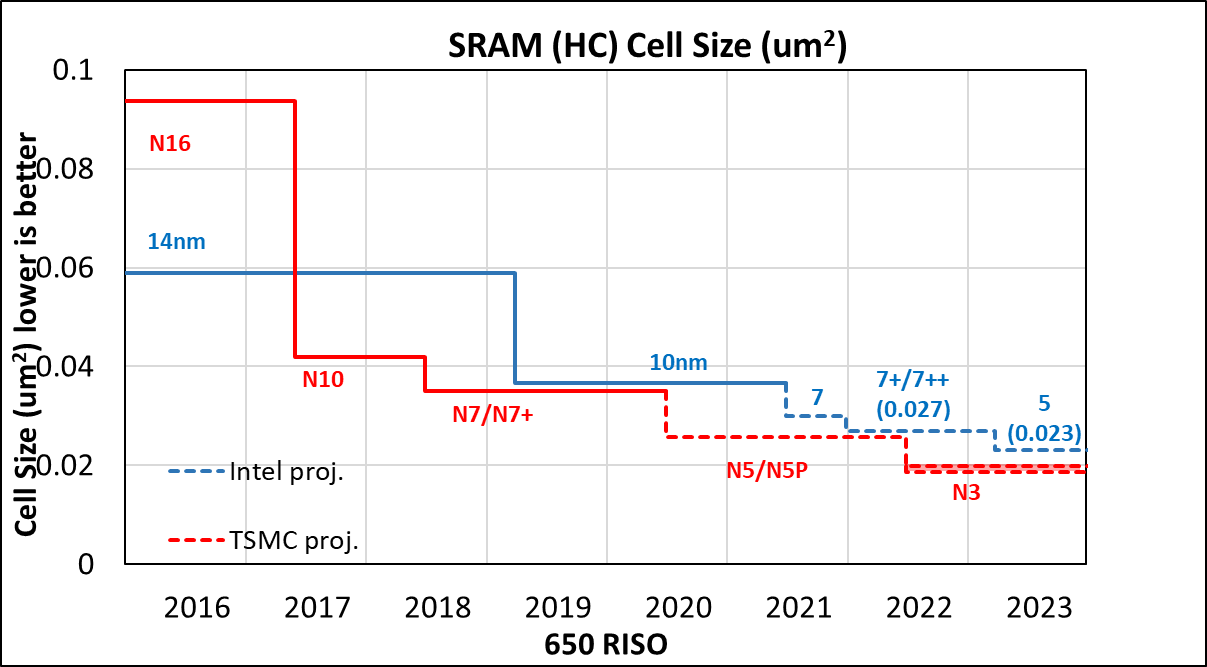 SRAM (HC) Cell Size (um²)
Cell Size (um²) lower is better
0.1
0.08
0.06
0.04
0.02
0
N16
14nm
N10
N7/N7+
10nm
7
7+/7++
(0.027)
5
(0.023)
N5/N5P
N3
Intel proj.
TSMC proj.
2016 2017 2018 2019 2020 2021 2022 2023
650 RISO